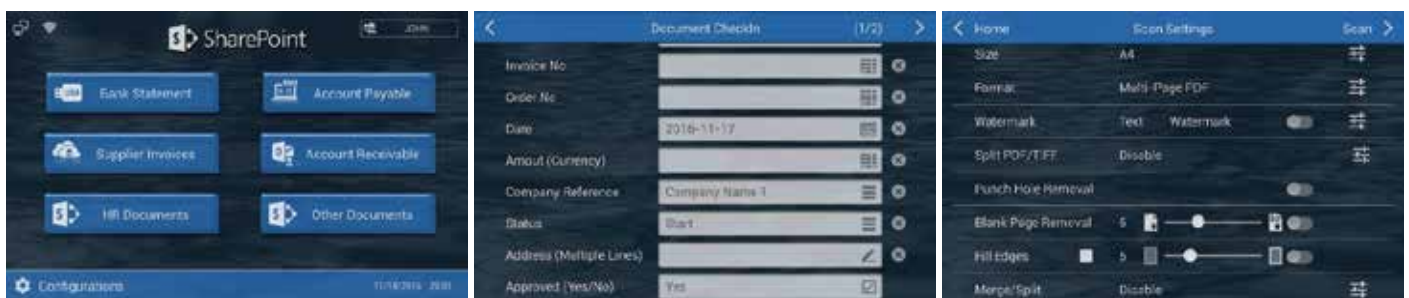 SharePoint
JOHN
Bank Statement
Account Payable
Supplier Invoices
Account Receivable
HR Documents
Other Documents
Configurations
Document CheckIn
(1/2)
Invoice No
Order No
Date
2016-11-17
Amout (Currency)
Company Reference
Company Name 1
Status
Start
Address (Multiple Lines)
Approved (Yes/No)
Yes
Home
Scan Settings
Scan
Size
A4
Format
Multi-Page PDF
Watermark
Text
Watermark
Split PDF/TIFF
Disable
Punch Hole Removal
Blank Page Removal
5
Fill Edges
5
Merge/Split
Disable